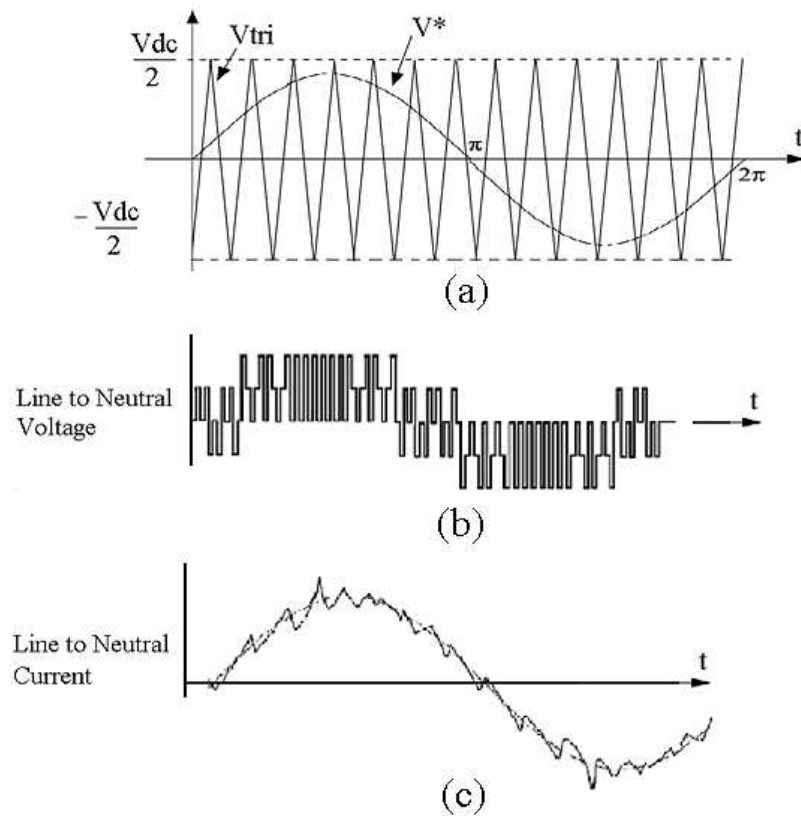 Vtri
V*
Vdc
2
t
π
2π
- Vdc
2
(a)
Line to Neutral
Voltage
t
(b)
Line to Neutral
Current
t
(c)